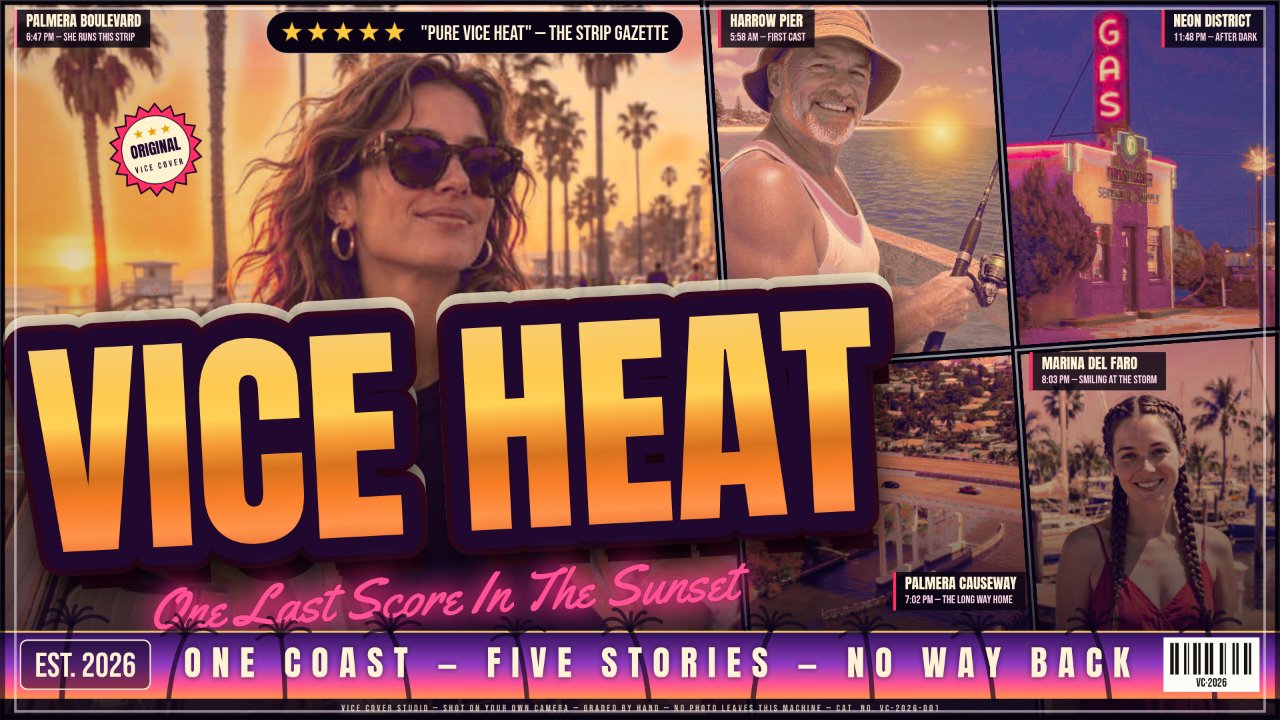 PALMERA BOULEVARD
6:47 PM – SHE RUNS THIS STRIP
"PURE VICE HEAT" – THE STRIP GAZETTE
HARROW PIER
5:58 AM – FIRST CAST
NEON DISTRICT
11:48 PM – AFTER DARK
GAS
ORIGINAL
VICE COVER
VICE HEAT
One Last Score In The Sunset
MARINA DEL FARO
8:03 PM – SMILING AT THE STORM
PALMERA CAUSEWAY
7:02 PM – THE LONG WAY HOME
EST. 2026
ONE COAST – FIVE STORIES – NO WAY BACK
VC-2026
VICE COVER STUDIO – SHOT ON YOUR OWN CAMERA – GRADED BY HAND – NO PHOTO LEAVES THIS MACHINE – CAT. NO. VC-2026-001